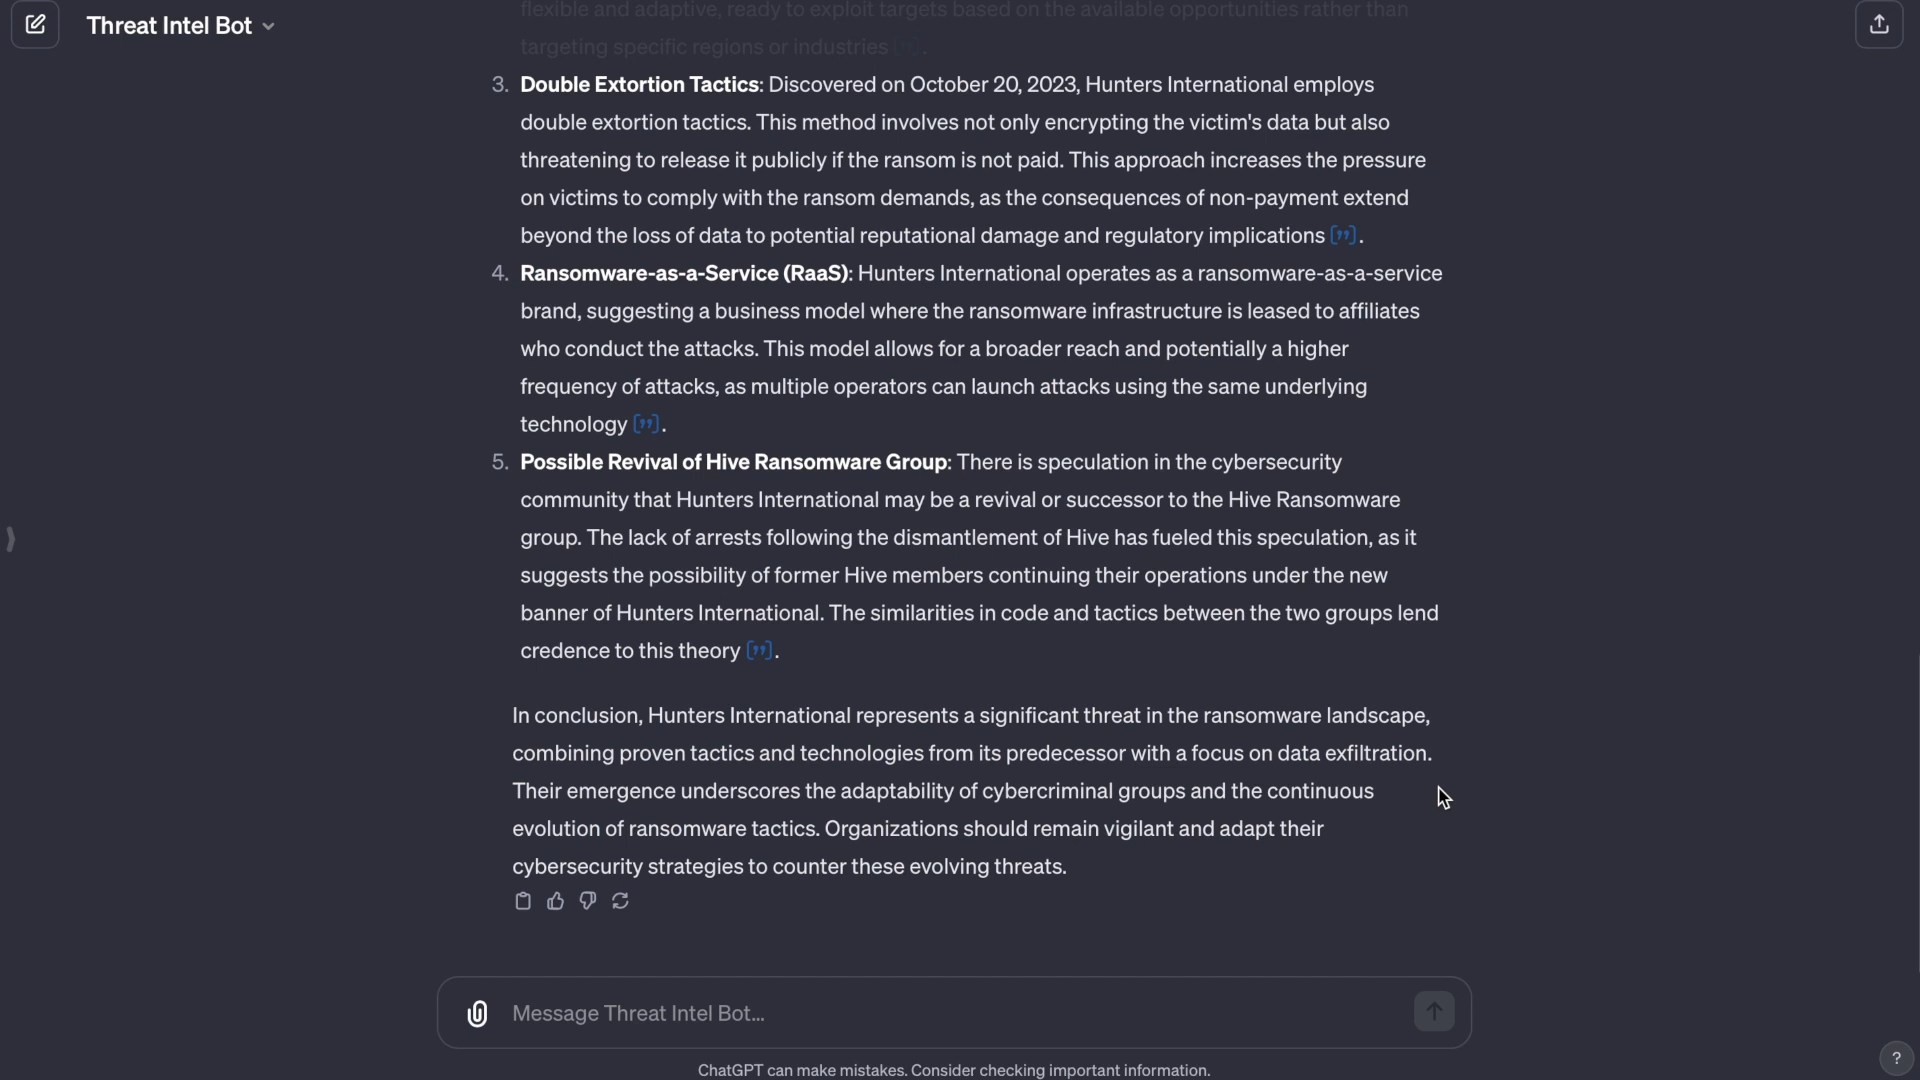 Threat Intel Bot
flexible and adaptive, ready to exploit targets based on the available opportunities rather than
targeting specific regions or industries ["].
3. Double Extortion Tactics: Discovered on October 20, 2023, Hunters International employs
double extortion tactics. This method involves not only encrypting the victim's data but also
threatening to release it publicly if the ransom is not paid. This approach increases the pressure
on victims to comply with the ransom demands, as the consequences of non-payment extend
beyond the loss of data to potential reputational damage and regulatory implications ["].
4. Ransomware-as-a-Service (RaaS): Hunters International operates as a ransomware-as-a-service
brand, suggesting a business model where the ransomware infrastructure is leased to affiliates
who conduct the attacks. This model allows for a broader reach and potentially a higher
frequency of attacks, as multiple operators can launch attacks using the same underlying
technology ["].
5. Possible Revival of Hive Ransomware Group: There is speculation in the cybersecurity
community that Hunters International may be a revival or successor to the Hive Ransomware
group. The lack of arrests following the dismantlement of Hive has fueled this speculation, as it
suggests the possibility of former Hive members continuing their operations under the new
banner of Hunters International. The similarities in code and tactics between the two groups lend
credence to this theory ["].
In conclusion, Hunters International represents a significant threat in the ransomware landscape,
combining proven tactics and technologies from its predecessor with a focus on data exfiltration.
Their emergence underscores the adaptability of cybercriminal groups and the continuous
evolution of ransomware tactics. Organizations should remain vigilant and adapt their
cybersecurity strategies to counter these evolving threats.
Message Threat Intel Bot...
ChatGPT can make mistakes. Consider checking important information.
?